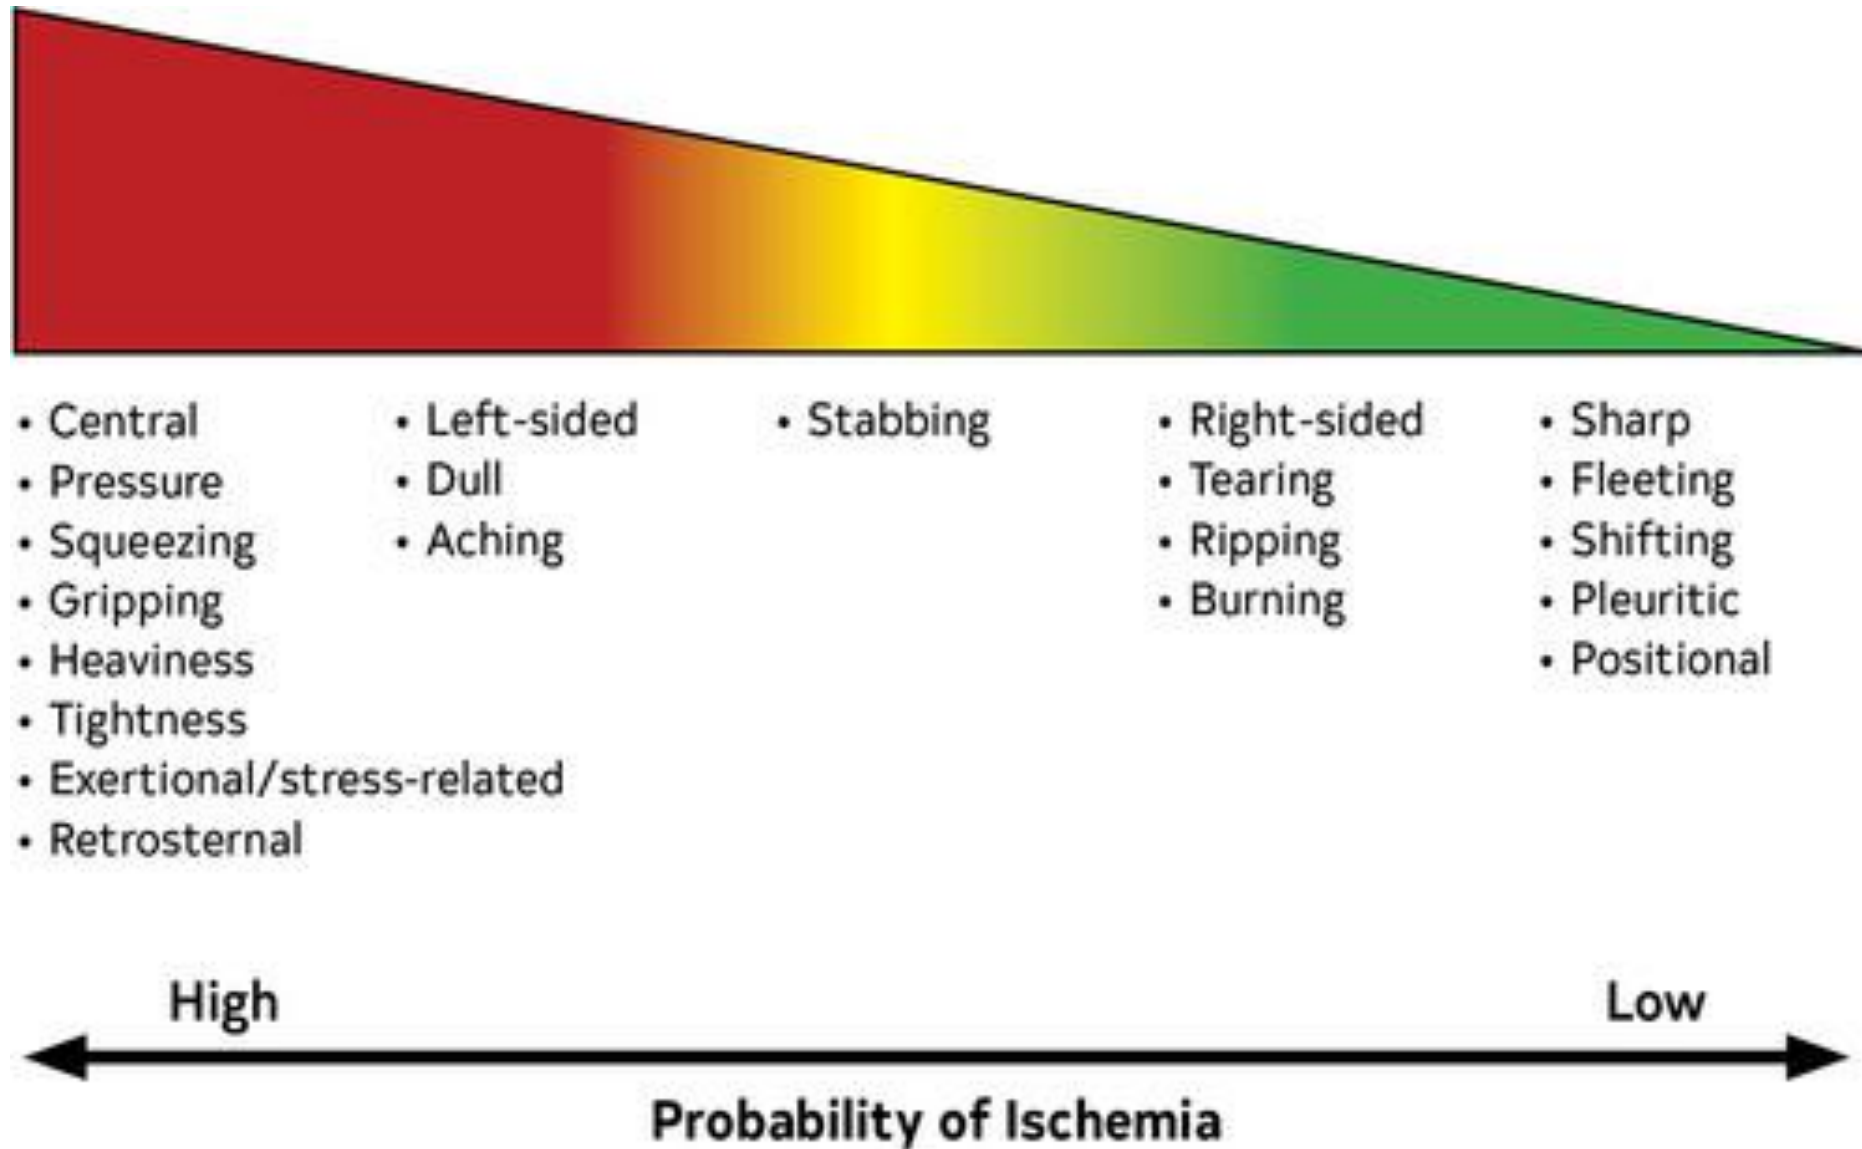 • Central
• Pressure
• Squeezing
• Gripping
• Heaviness
• Tightness
• Exertional/stress-related
• Retrosternal
• Left-sided
• Dull
• Aching
• Stabbing
• Right-sided
• Tearing
• Ripping
• Burning
• Sharp
• Fleeting
• Shifting
• Pleuritic
• Positional
High
Low
Probability of Ischemia